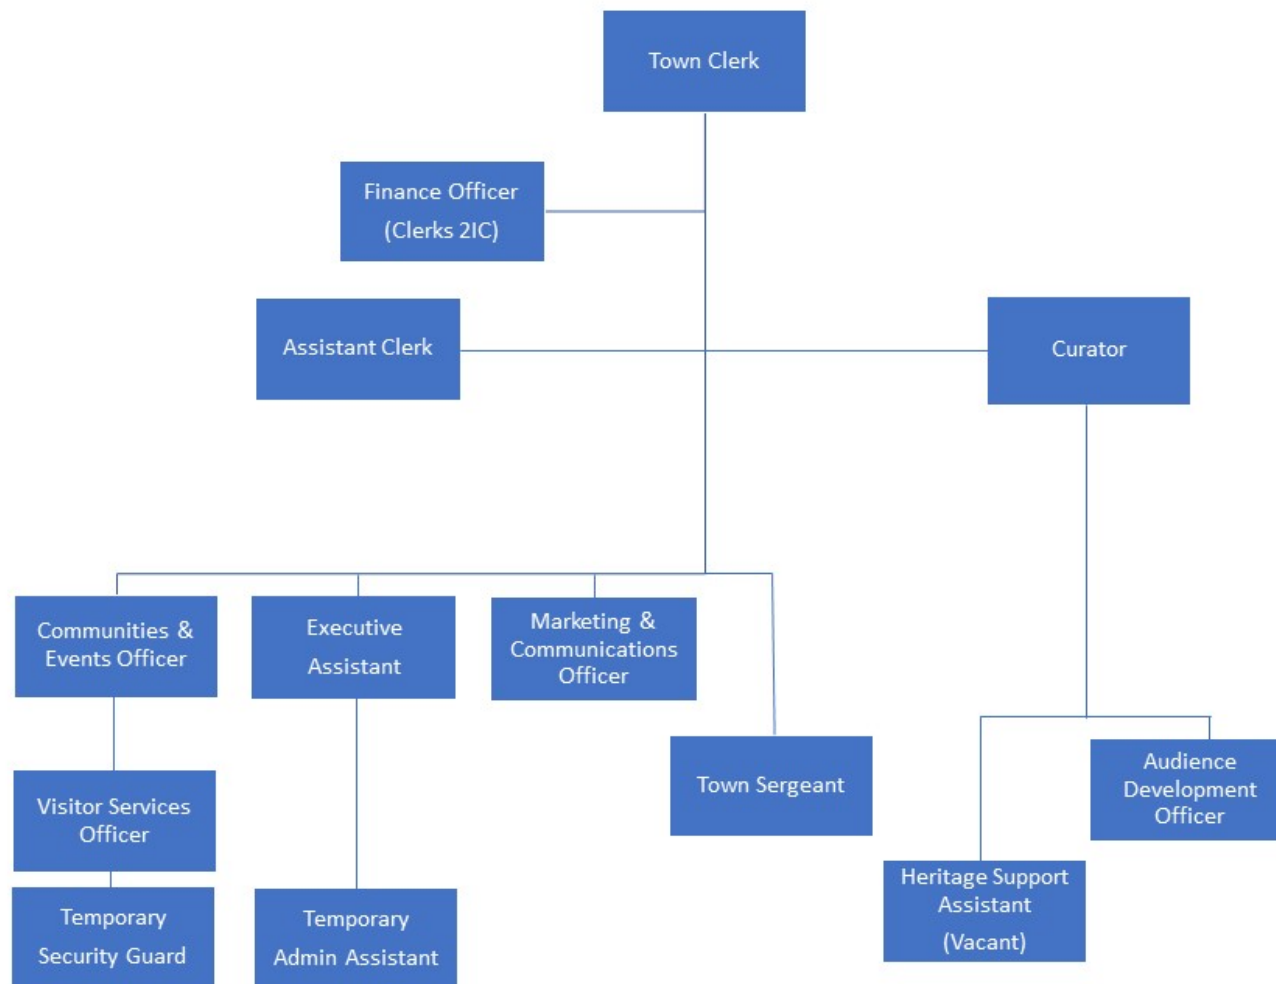 Town Clerk
Finance Officer
(Clerks 2IC)
Assistant Clerk
Curator
Communities &
Events Officer
Executive
Assistant
Marketing &
Communications
Officer
Town Sergeant
Audience
Development
Officer
Visitor Services
Officer
Heritage Support
Assistant
(Vacant)
Temporary
Security Guard
Temporary
Admin Assistant